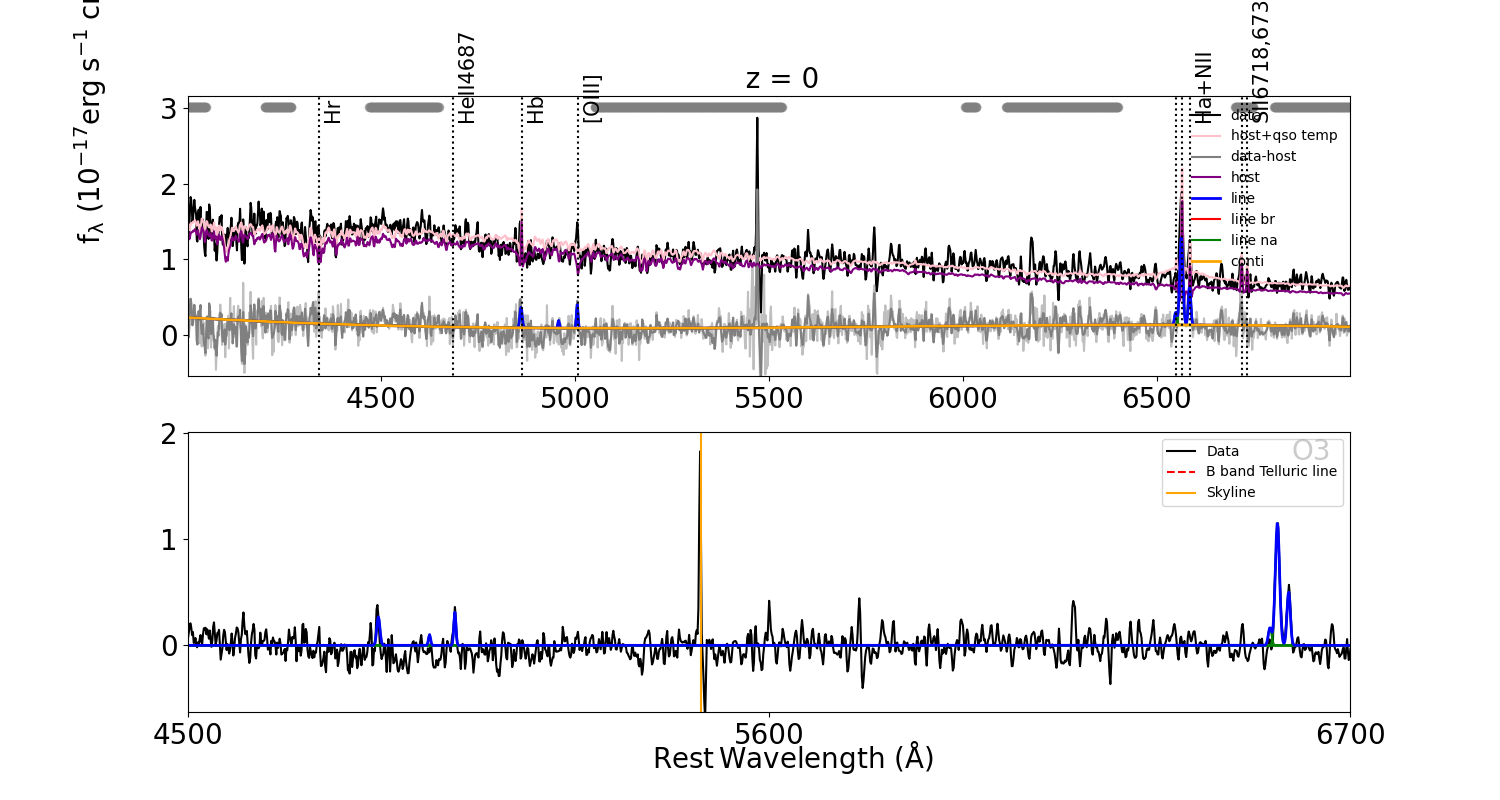 z = 0
f_λ (10^−17 erg s^−1
Hr
HeII4687
Hb
[OIII]
Ha+NII
SII6718,673
3
2
1
0
data
host+qso temp
data-host
host
line
line br
line na
conti
4500
5000
5500
6000
6500
2
1
0
O3
Data
B band Telluric line
Skyline
4500
5600
6700
Rest Wavelength (Å)